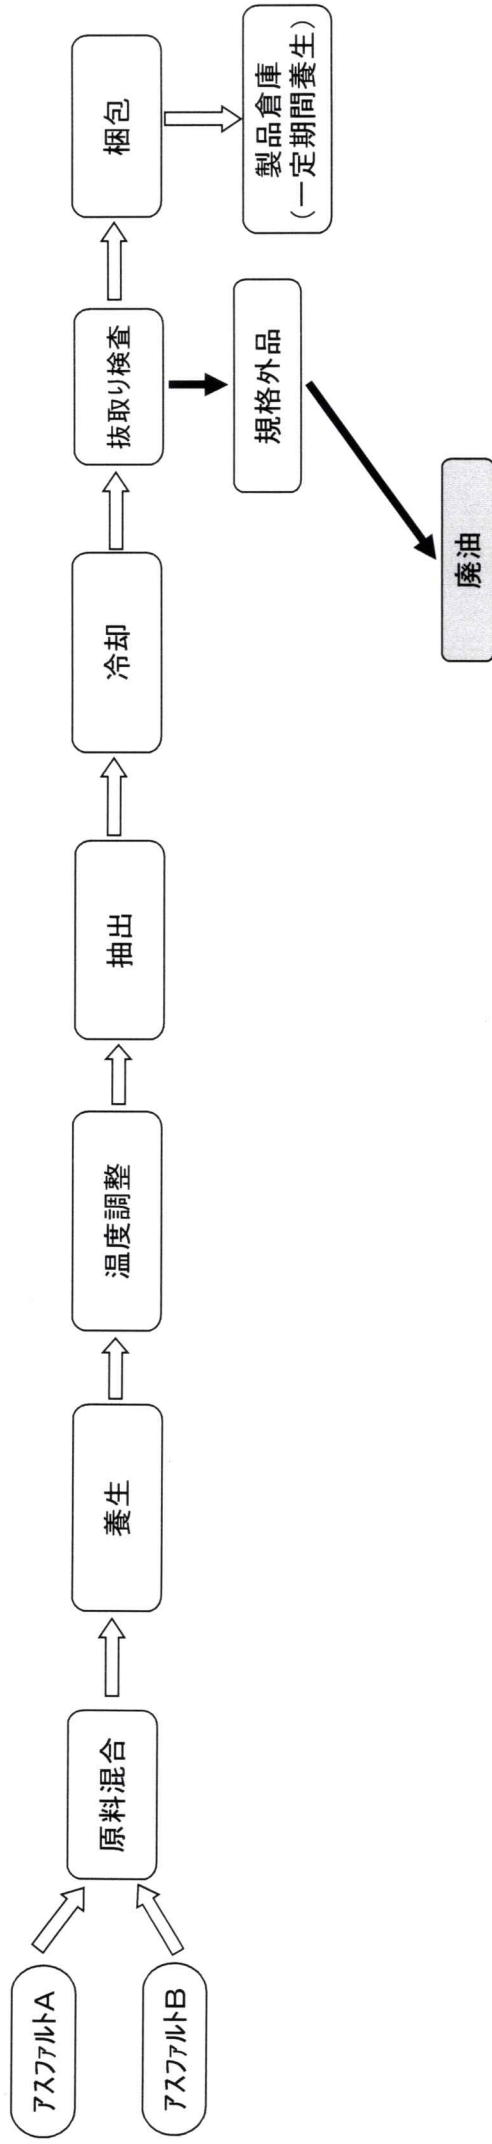 アスファルトA
アスファルトB
原料混合
養生
温度調整
抽出
冷却
抜取り検査
梱包
規格外品
製品倉庫
(一定期間養生)
廃油